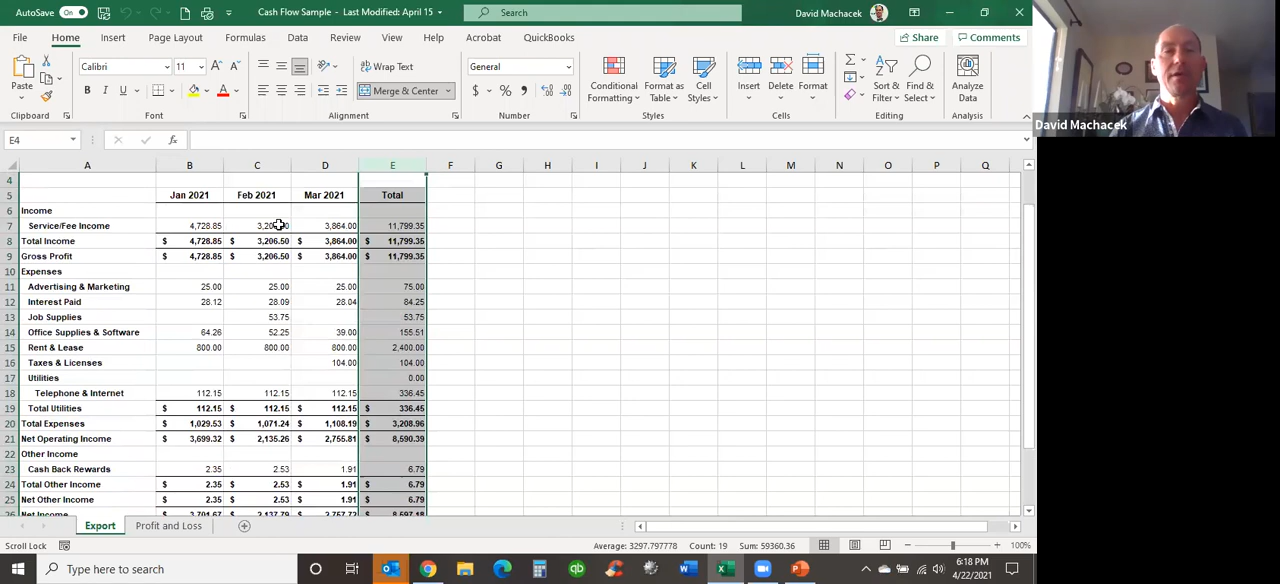 AutoSave On Cash Flow Sample - Last Modified: April 15 Search David Machacek
File Home Insert Page Layout Formulas Data Review View Help Acrobat QuickBooks Share Comments
Calibri 11 A A Wrap Text General
Paste B I U A Merge & Center $ % , Conditional Formatting Format as Table Cell Styles Insert Delete Format Sort & Filter Find & Select Analyze Data
Clipboard Font Alignment Number Styles Cells Editing Analysis
David Machacek
E4 fx
A B C D E F G H I J K L M N O P Q
4
5 Jan 2021 Feb 2021 Mar 2021 Total
6 Income
7 Service/Fee Income 4,728.85 3,864.00 11,799.35
8 Total Income $ 4,728.85 $ 3,206.50 $ 3,864.00 $ 11,799.35
9 Gross Profit $ 4,728.85 $ 3,206.50 $ 3,864.00 $ 11,799.35
10 Expenses
11 Advertising & Marketing 25.00 25.00 25.00 75.00
12 Interest Paid 28.12 28.09 28.04 84.25
13 Job Supplies 53.75 53.75
14 Office Supplies & Software 64.26 52.25 39.00 155.51
15 Rent & Lease 800.00 800.00 800.00 2,400.00
16 Taxes & Licenses 104.00 104.00
17 Utilities 0.00
18 Telephone & Internet 112.15 112.15 112.15 336.45
19 Total Utilities $ 112.15 $ 112.15 $ 112.15 $ 336.45
20 Total Expenses $ 1,029.53 $ 1,071.24 $ 1,108.19 $ 3,208.96
21 Net Operating Income $ 3,699.32 $ 2,135.26 $ 2,755.81 $ 8,590.39
22 Other Income
23 Cash Back Rewards 2.35 2.53 1.91 6.79
24 Total Other Income $ 2.35 $ 2.53 $ 1.91 $ 6.79
25 Net Other Income $ 2.35 $ 2.53 $ 1.91 $ 6.79
26 Net Income $ 3,701.67 $ 2,137.79 $ 2,757.72 $ 8,597.18
Export Profit and Loss
Scroll Lock Average: 3297.797778 Count: 19 Sum: 59360.36 100%
Type here to search 6:18 PM
4/22/2021